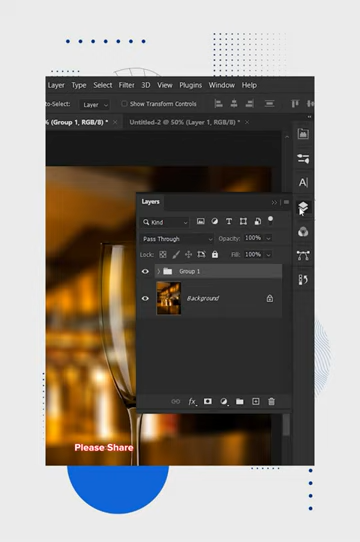 Layer Type Select Filter 3D View Plugins Window Help
to-Select: Layer Show Transform Controls
% (Group 1, RGB/8) * × Untitled-2 @ 50% (Layer 1, RGB/8) * ×
Layers
Kind
Pass Through Opacity: 100%
Lock: Fill: 100%
Group 1
Background
Please Share